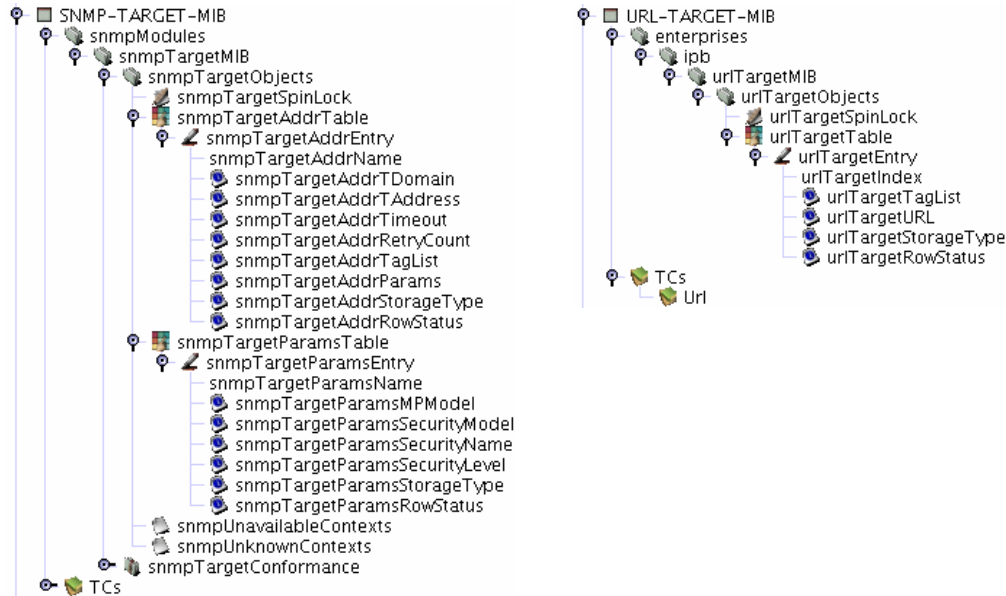 SNMP-TARGET-MIB
snmpModules
snmpTargetMIB
snmpTargetObjects
snmpTargetSpinLock
snmpTargetAddrTable
snmpTargetAddrEntry
snmpTargetAddrName
snmpTargetAddrTDomain
snmpTargetAddrTAddress
snmpTargetAddrTimeout
snmpTargetAddrRetryCount
snmpTargetAddrTagList
snmpTargetAddrParams
snmpTargetAddrStorageType
snmpTargetAddrRowStatus
snmpTargetParamsTable
snmpTargetParamsEntry
snmpTargetParamsName
snmpTargetParamsMPModel
snmpTargetParamsSecurityModel
snmpTargetParamsSecurityName
snmpTargetParamsSecurityLevel
snmpTargetParamsStorageType
snmpTargetParamsRowStatus
snmpUnavailableContexts
snmpUnknownContexts
snmpTargetConformance
TCs
URL-TARGET-MIB
enterprises
ipb
urlTargetMIB
urlTargetObjects
urlTargetSpinLock
urlTargetTable
urlTargetEntry
urlTargetIndex
urlTargetTagList
urlTargetURL
urlTargetStorageType
urlTargetRowStatus
TCs
Url